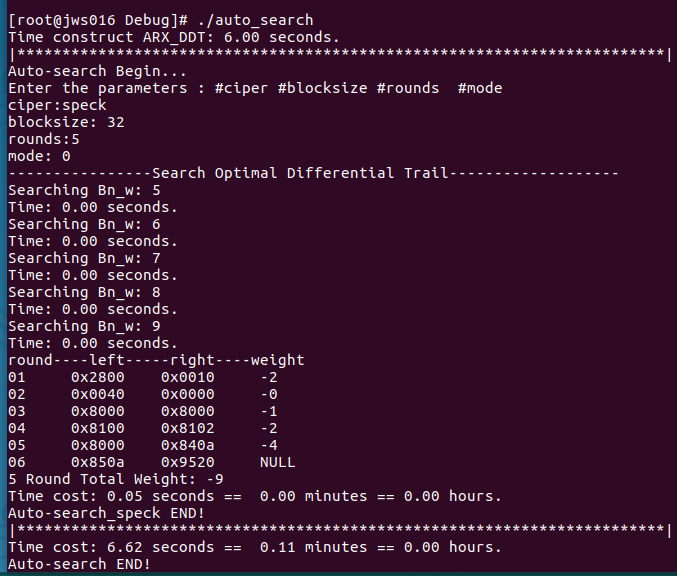 [root@jws016 Debug]# ./auto_search
Time construct ARX_DDT: 6.00 seconds.
|************************************************************************|
Auto-search Begin...
Enter the parameters : #ciper #blocksize #rounds  #mode
ciper:speck
blocksize: 32
rounds:5
mode: 0
----------------Search Optimal Differential Trail-------------------
Searching Bn_w: 5
Time: 0.00 seconds.
Searching Bn_w: 6
Time: 0.00 seconds.
Searching Bn_w: 7
Time: 0.00 seconds.
Searching Bn_w: 8
Time: 0.00 seconds.
Searching Bn_w: 9
Time: 0.00 seconds.
round----left-----right----weight
01     0x2800    0x0010     -2
02     0x0040    0x0000     -0
03     0x8000    0x8000     -1
04     0x8100    0x8102     -2
05     0x8000    0x840a     -4
06     0x850a    0x9520     NULL
5 Round Total Weight: -9
Time cost: 0.05 seconds ==  0.00 minutes == 0.00 hours.
Auto-search_speck END!
|************************************************************************|
Time cost: 6.62 seconds ==  0.11 minutes == 0.00 hours.
Auto-search END!